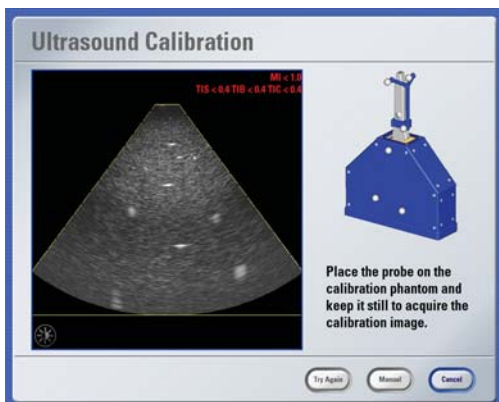 Ultrasound Calibration
MI < 1.0
TIS < 0.4 TIB < 0.4 TIC < 0.4
Place the probe on the
calibration phantom and
keep it still to acquire the
calibration image.
Try Again
Manual
Cancel